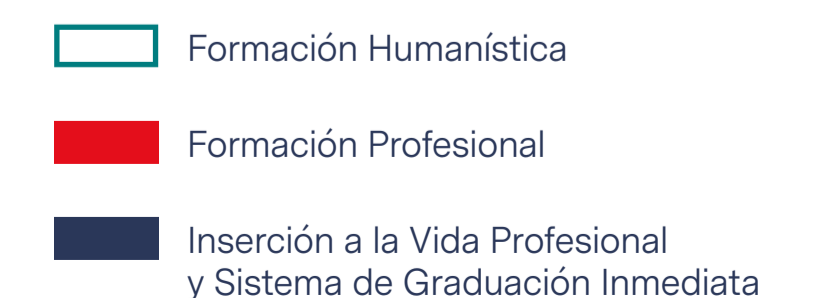 Formación Humanística
Formación Profesional
Inserción a la Vida Profesional
y Sistema de Graduación Inmediata